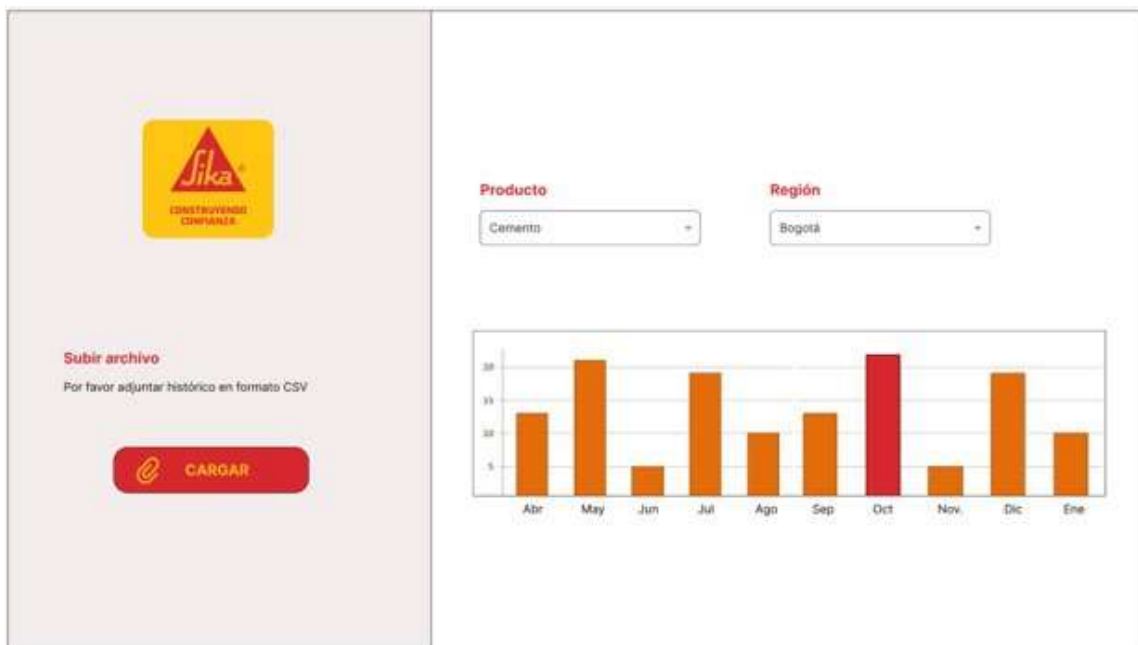 Sika®
CONSTRUYENDO
CONFIANZA
Subir archivo
Por favor adjuntar histórico en formato CSV
CARGAR
Producto
Región
Cemento
Bogotá
20
15
10
5
Abr May Jun Jul Ago Sep Oct Nov. Dic Ene